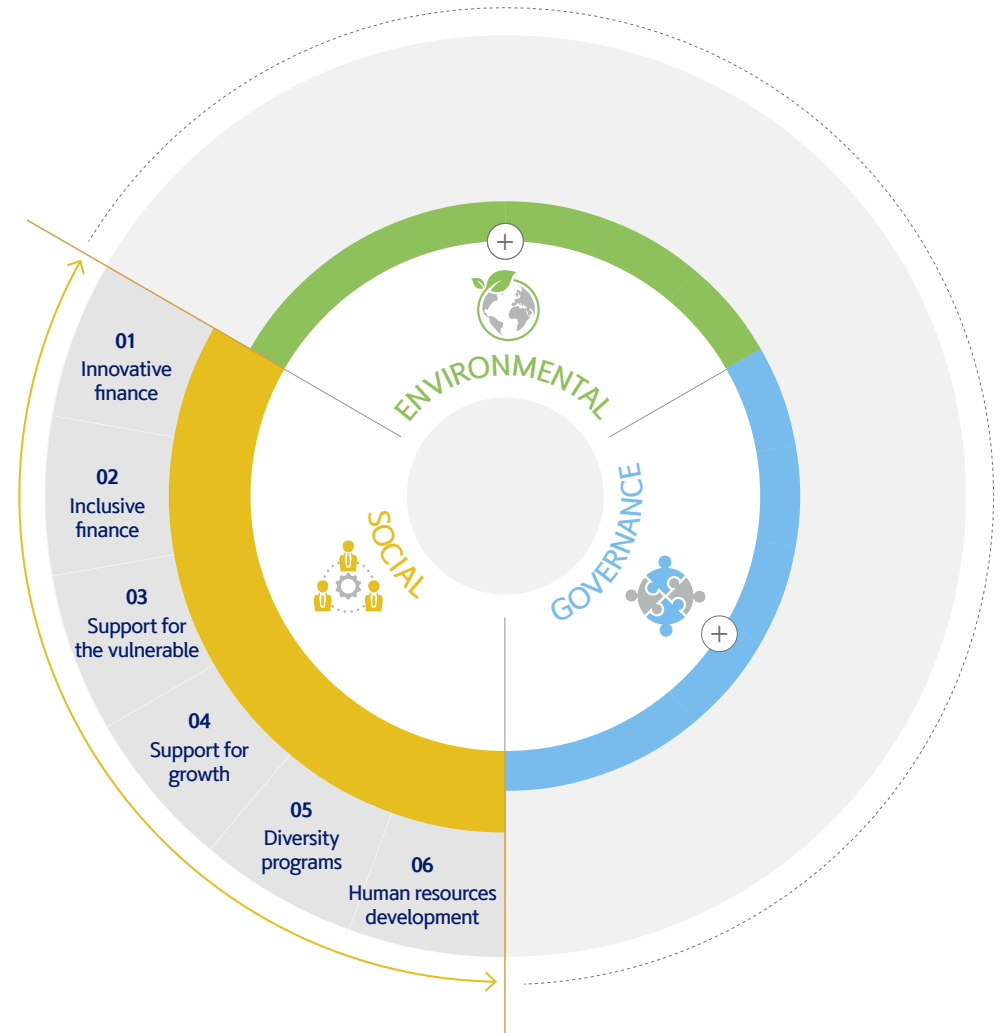 ENVIRONMENTAL
SOCIAL
GOVERNANCE
01
Innovative
finance
02
Inclusive
finance
03
Support for
the vulnerable
04
Support for
growth
05
Diversity
programs
06
Human resources
development